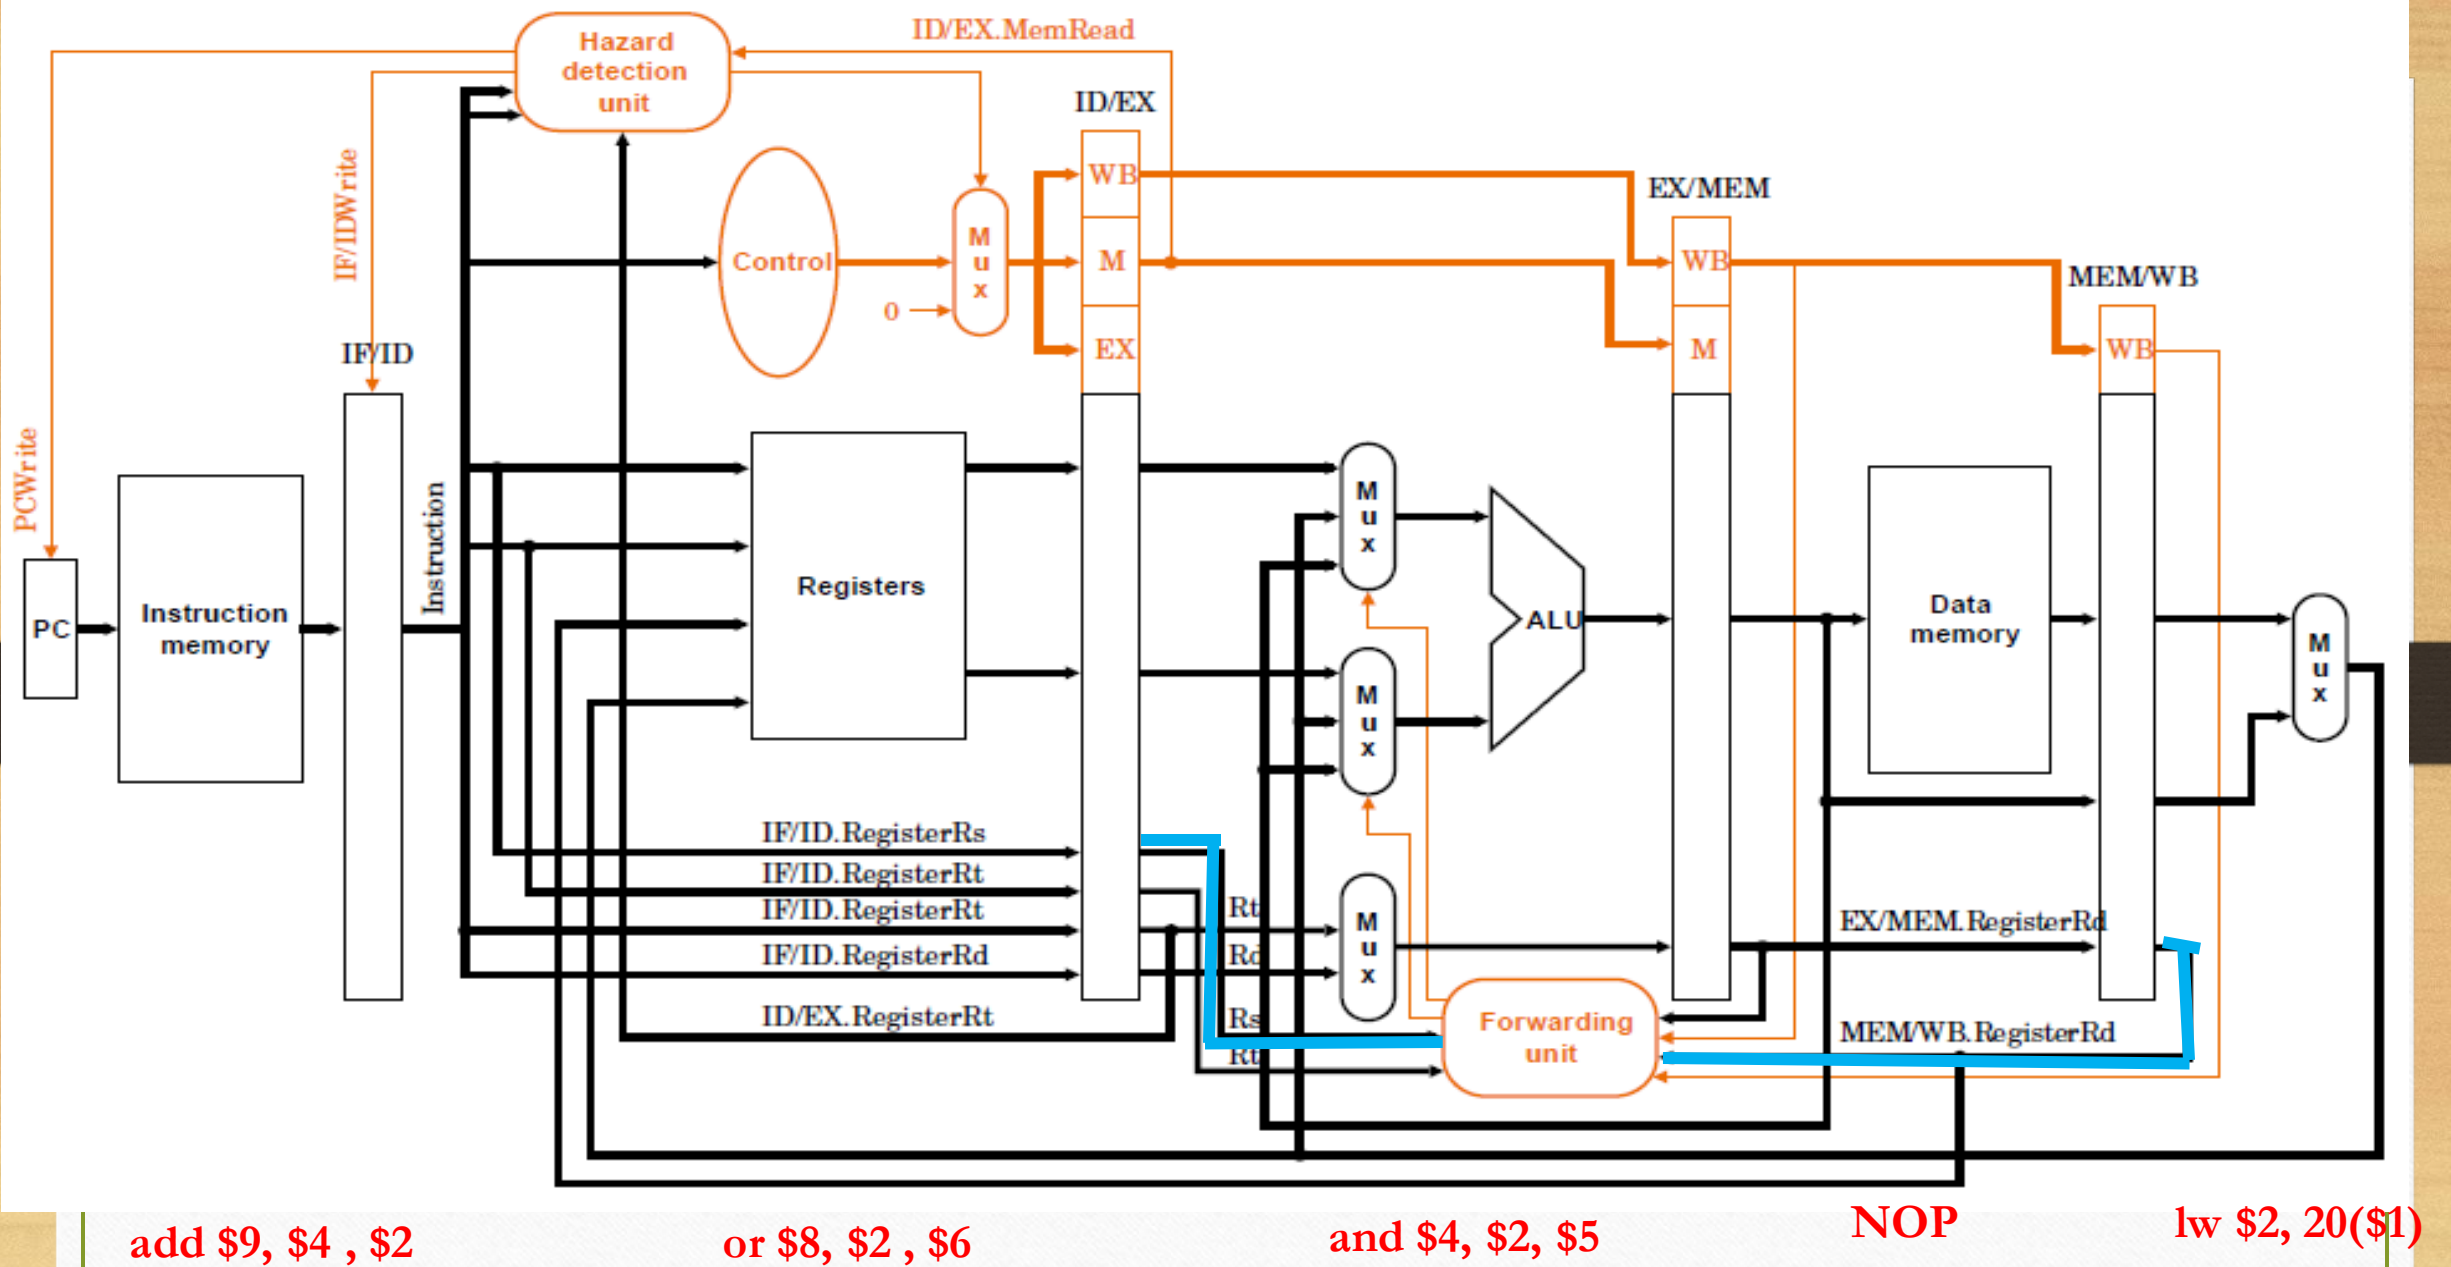 ID/EX.MemRead
Hazard
detection
unit
ID/EX
IF/IDWrite
WB
EX/MEM
M
u
x
Control
M
WB
MEM/WB
0
EX
M
WB
IF/ID
PCWrite
Instruction
M
u
x
Registers
PC
Instruction
memory
ALU
Data
memory
M
u
x
M
u
x
IF/ID.RegisterRs
IF/ID.RegisterRt
IF/ID.RegisterRt
IF/ID.RegisterRd
Rt
Rd
M
u
x
EX/MEM.RegisterRd
ID/EX.RegisterRt
Rs
Rt
Forwarding
unit
MEM/WB.RegisterRd
add $9, $4 , $2
or $8, $2 , $6
and $4, $2, $5
NOP
lw $2, 20($1)